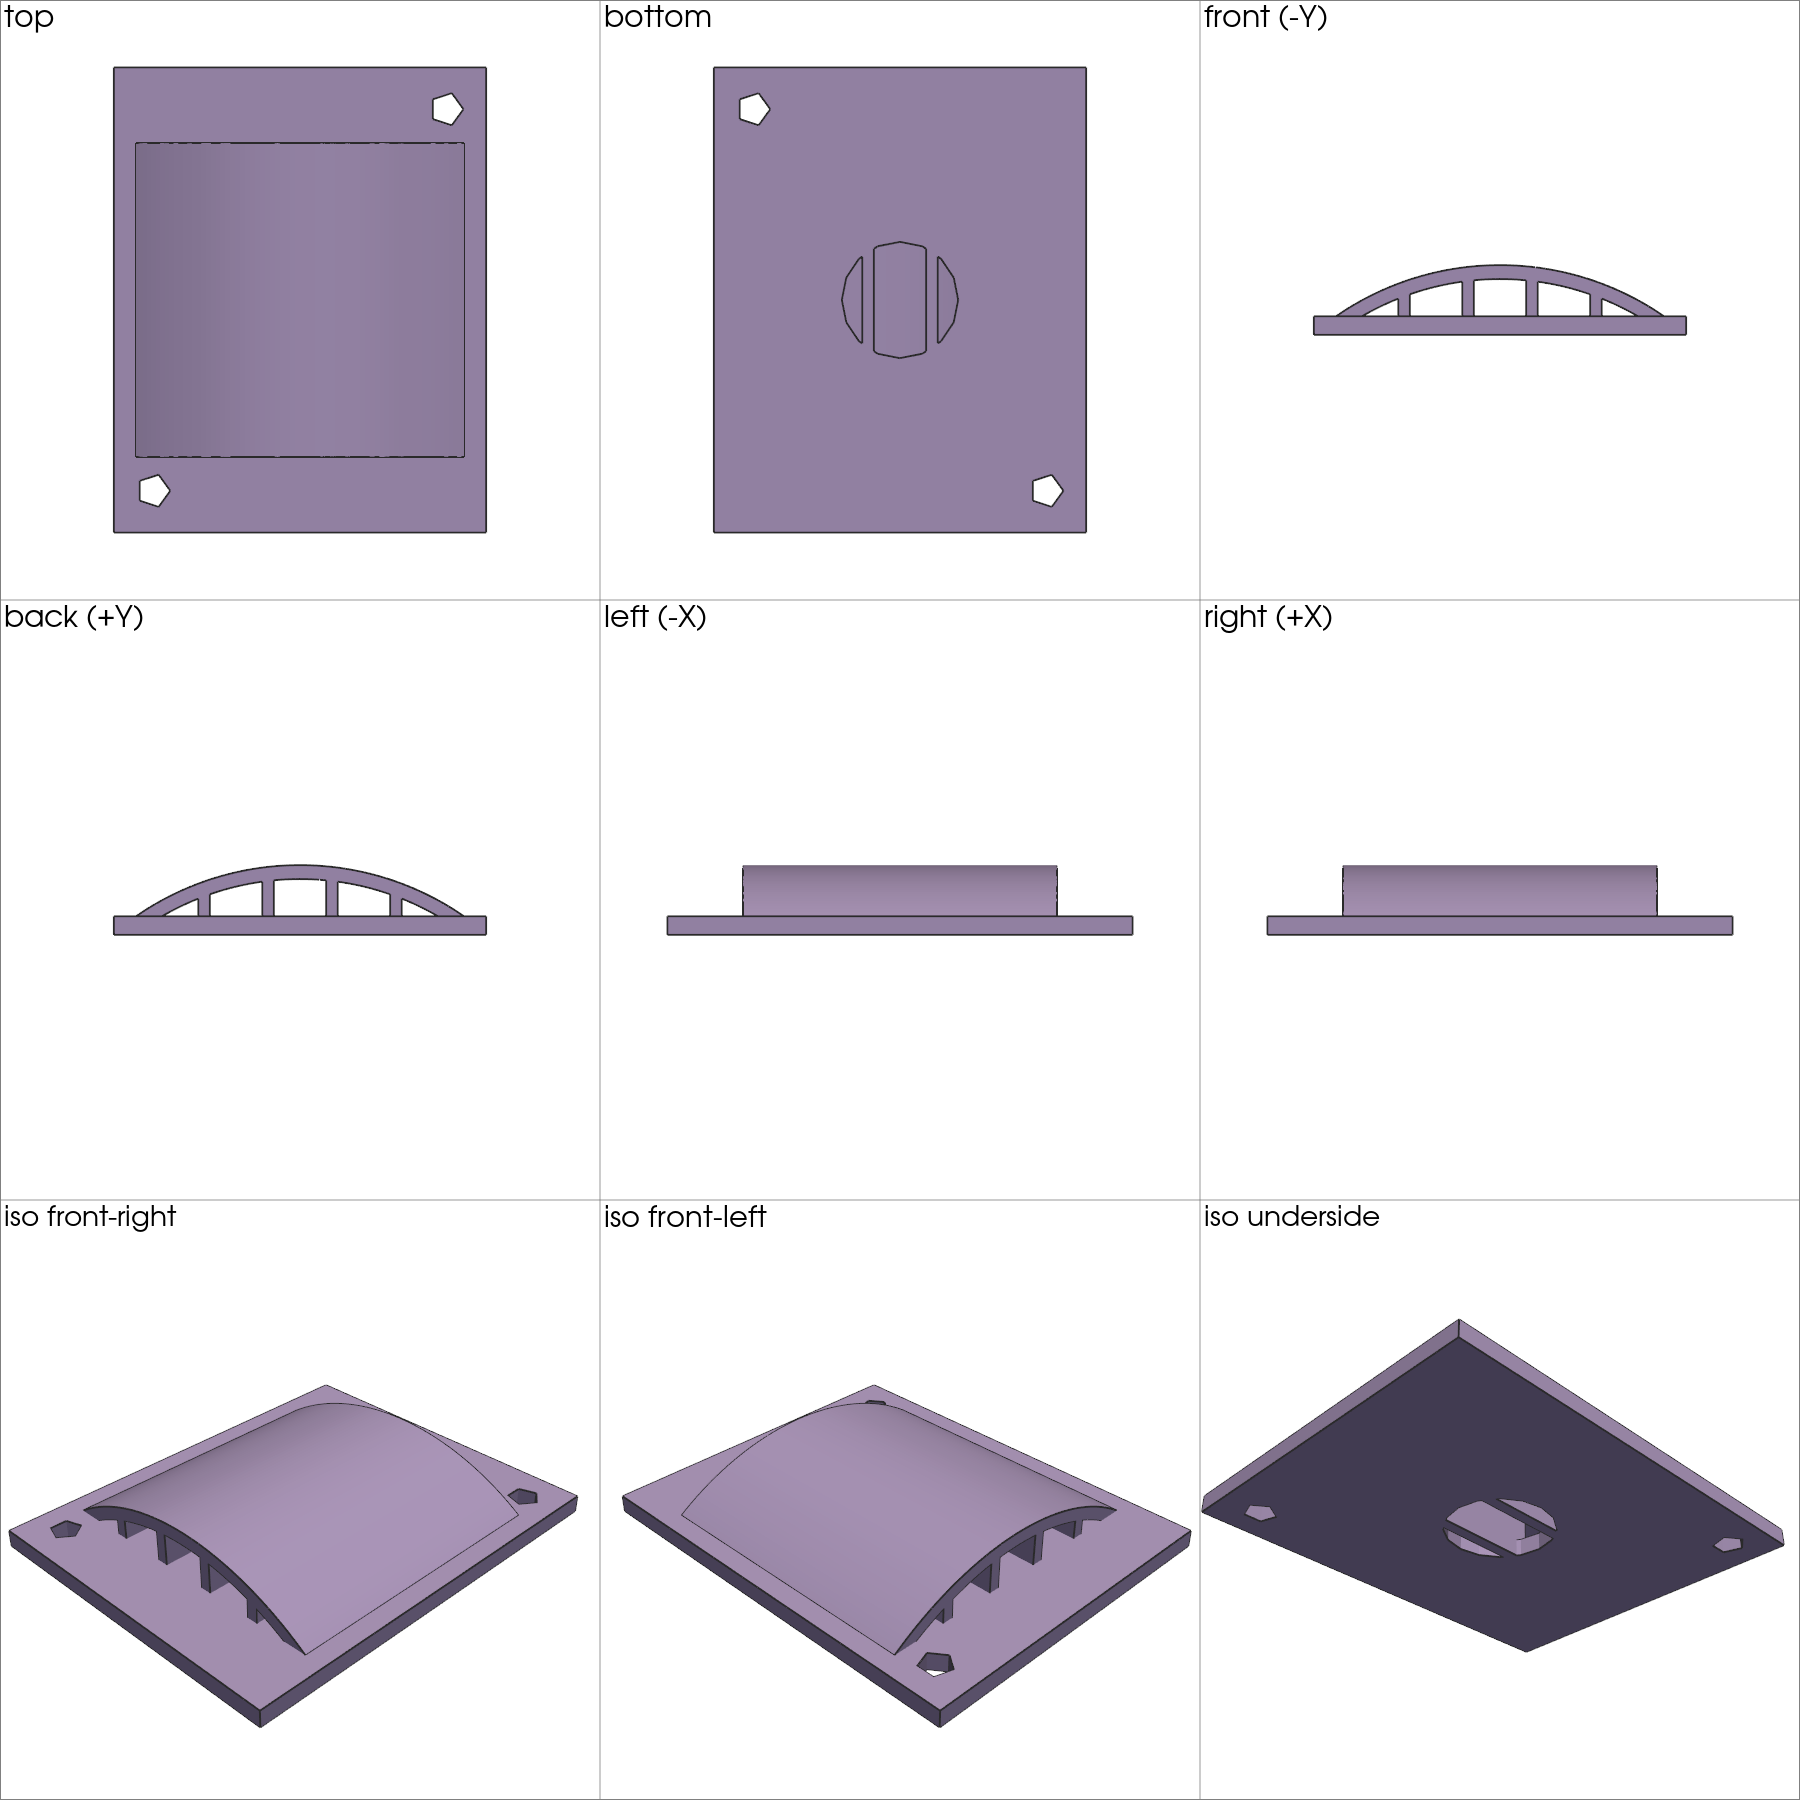 top
bottom
front (-Y)
back (+Y)
left (-X)
right (+X)
iso front-right
iso front-left
iso underside